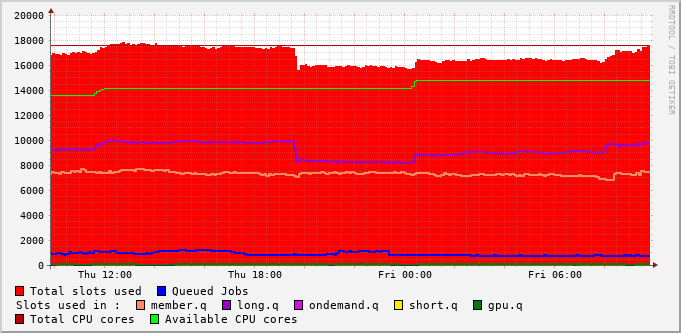 20000
18000
16000
14000
12000
10000
8000
6000
4000
2000
0
Thu 12:00 Thu 18:00 Fri 00:00 Fri 06:00
RRDTOOL / TOBI OETIKER
Total slots used Queued Jobs
Slots used in : member.q long.q ondemand.q short.q gpu.q
Total CPU cores Available CPU cores